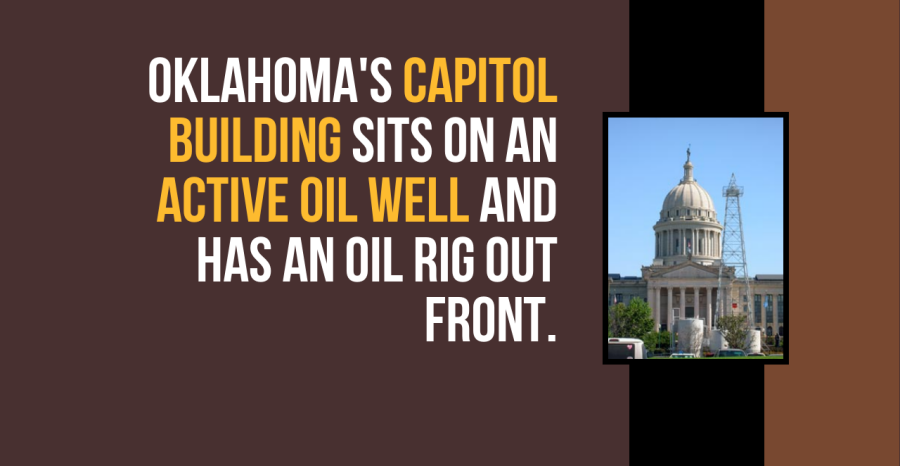 OKLAHOMA'S CAPITOL
BUILDING SITS ON AN
ACTIVE OIL WELL AND
HAS AN OIL RIG OUT
FRONT.